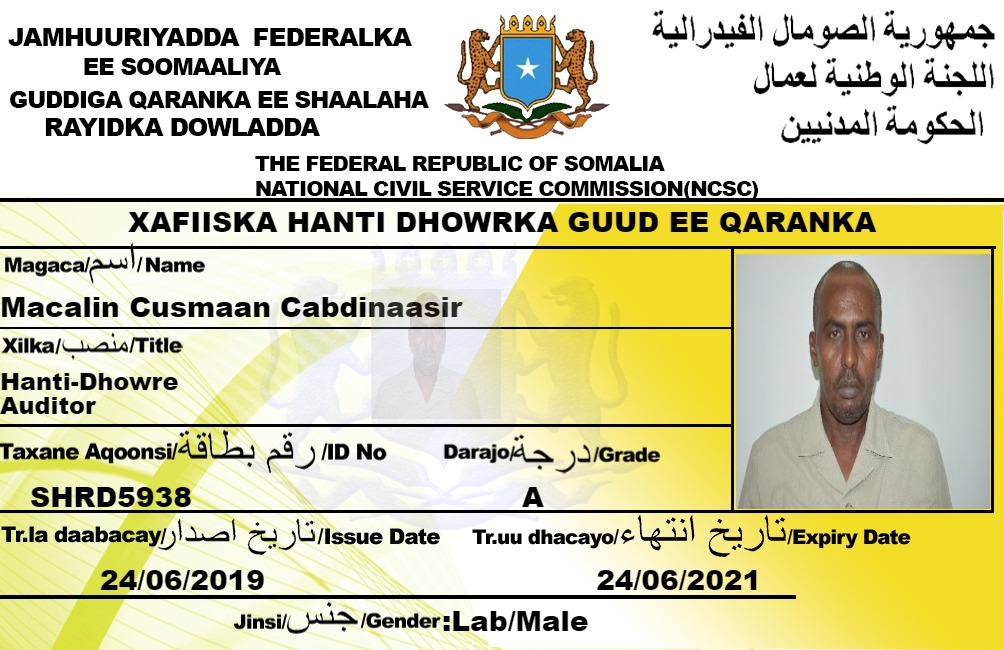 JAMHUURIYADDA FEDERALKA
EE SOOMAALIYA
GUDDIGA QARANKA EE SHAALAHA
RAYIDKA DOWLADDA
جمهورية الصومال الفيدرالية
اللجنة الوطنية لعمال
الحكومة المدنيين
THE FEDERAL REPUBLIC OF SOMALIA
NATIONAL CIVIL SERVICE COMMISSION(NCSC)
XAFIISKA HANTI DHOWRKA GUUD EE QARANKA
Magaca/اسم/Name
Macalin Cusmaan Cabdinaasir
Xilka/منصب/Title
Hanti-Dhowre
Auditor
Taxane Aqoonsi/رقم بطاقة/ID No
SHRD5938
Darajo/درجة/Grade
A
Tr.la daabacay/تاريخ اصدار/Issue Date
24/06/2019
Tr.uu dhacayo/تاريخ انتهاء/Expiry Date
24/06/2021
Jinsi/جنس/Gender:Lab/Male